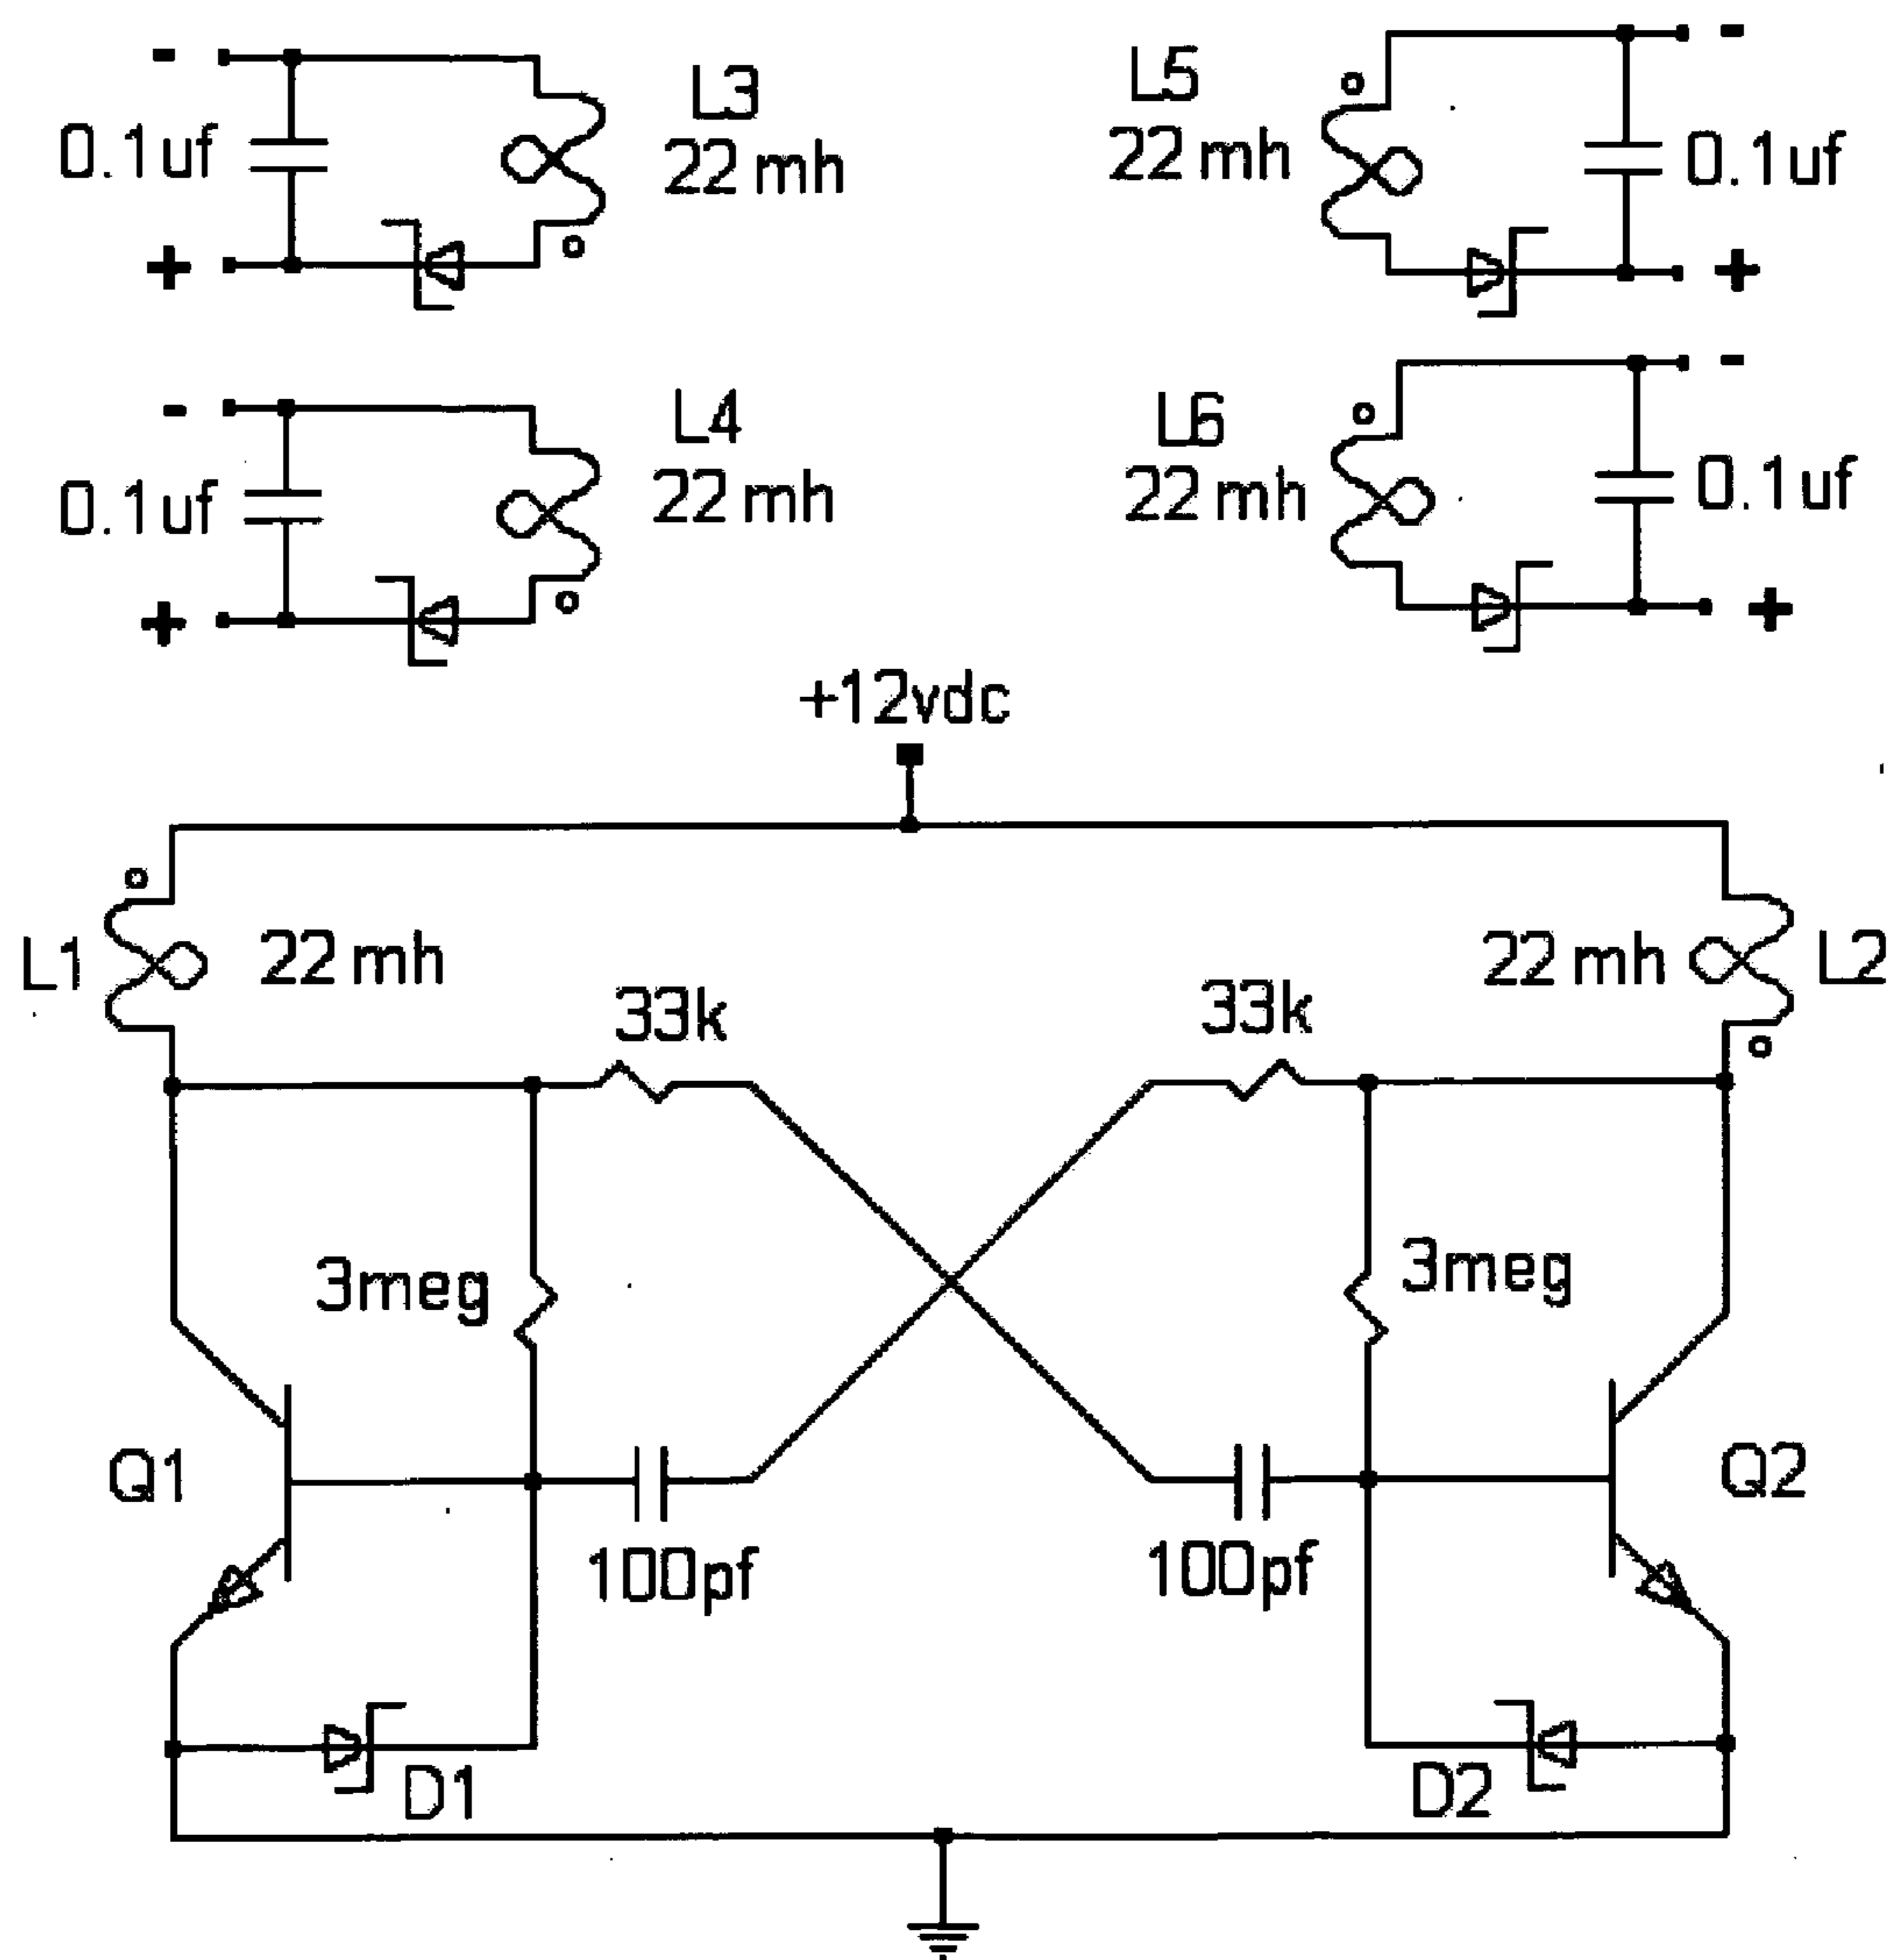 -
L3
22 mh
0.1uf
+
L5
22 mh
-
0.1uf
+
-
L4
22 mh
0.1uf
+
L6
22 mh
-
0.1uf
+
+12vdc
L1
22 mh
22 mh
L2
33k
33k
3meg
3meg
Q1
Q2
100pf
100pf
D1
D2